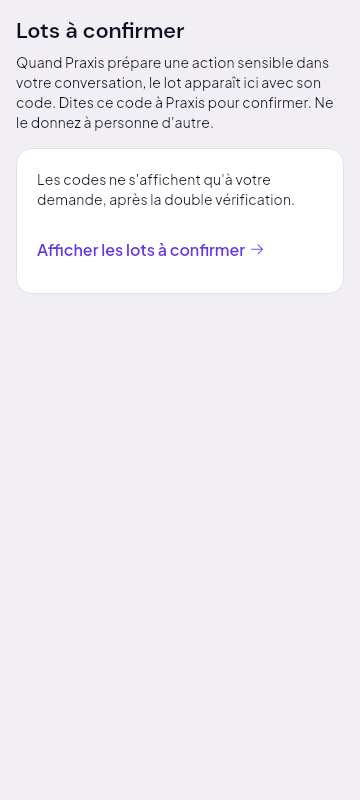 Lots à confirmer
Quand Praxis prépare une action sensible dans
votre conversation, le lot apparaît ici avec son
code. Dites ce code à Praxis pour confirmer. Ne
le donnez à personne d'autre.
Les codes ne s'affichent qu'à votre
demande, après la double vérification.
Afficher les lots à confirmer →